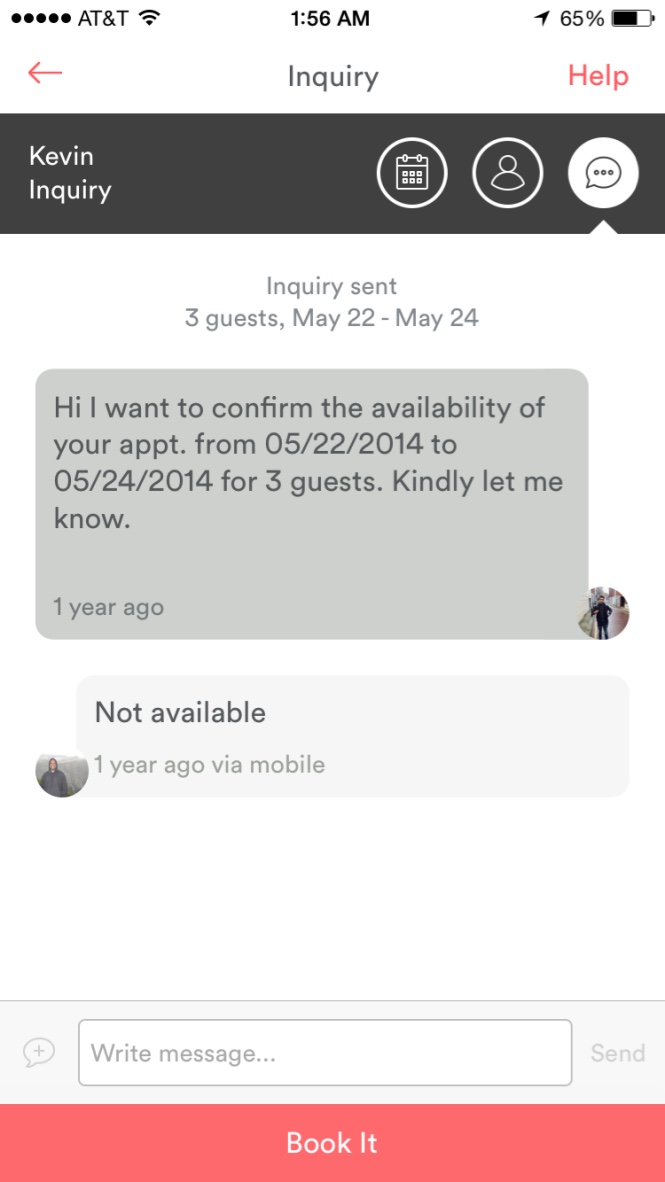 AT&T 1:56 AM 65%
Inquiry Help
Kevin
Inquiry
Inquiry sent
3 guests, May 22 - May 24
Hi I want to confirm the availability of
your appt. from 05/22/2014 to
05/24/2014 for 3 guests. Kindly let me
know.
1 year ago
Not available
1 year ago via mobile
Write message...
Send
Book It